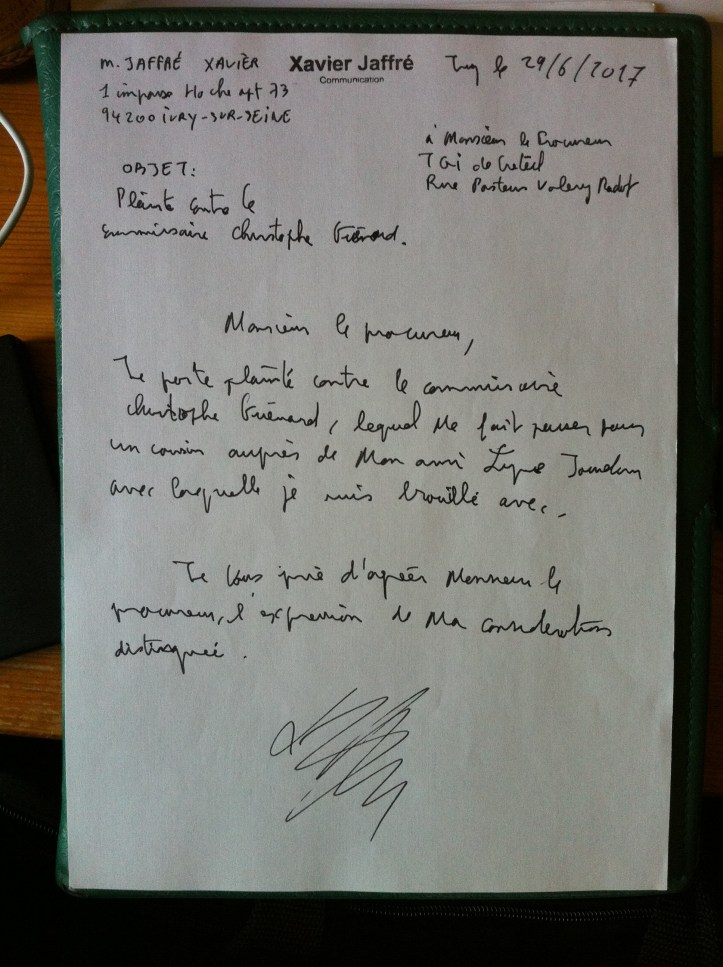 M. JAFFRÉ XAVIER
Xavier Jaffré
Communication
Ivry le 29/6/2017
1 impasse Hoche apt 73
94200 IVRY-SUR-SEINE
à Monsieur le Procureur
TGi de Créteil
Rue Pasteur Valery Radot
OBJET:
Plainte contre le
commissaire christophe Guénard.
Monsieur le procureur,
Je porte plainte contre le commissaire
christophe Guénard, lequel me fait passer pour
un cousin auprès de mon amie
avec laquelle je suis brouillé avec.
Je vous prie d'agréer Monsieur le
procureur, l'expression de ma considération
distinguée.